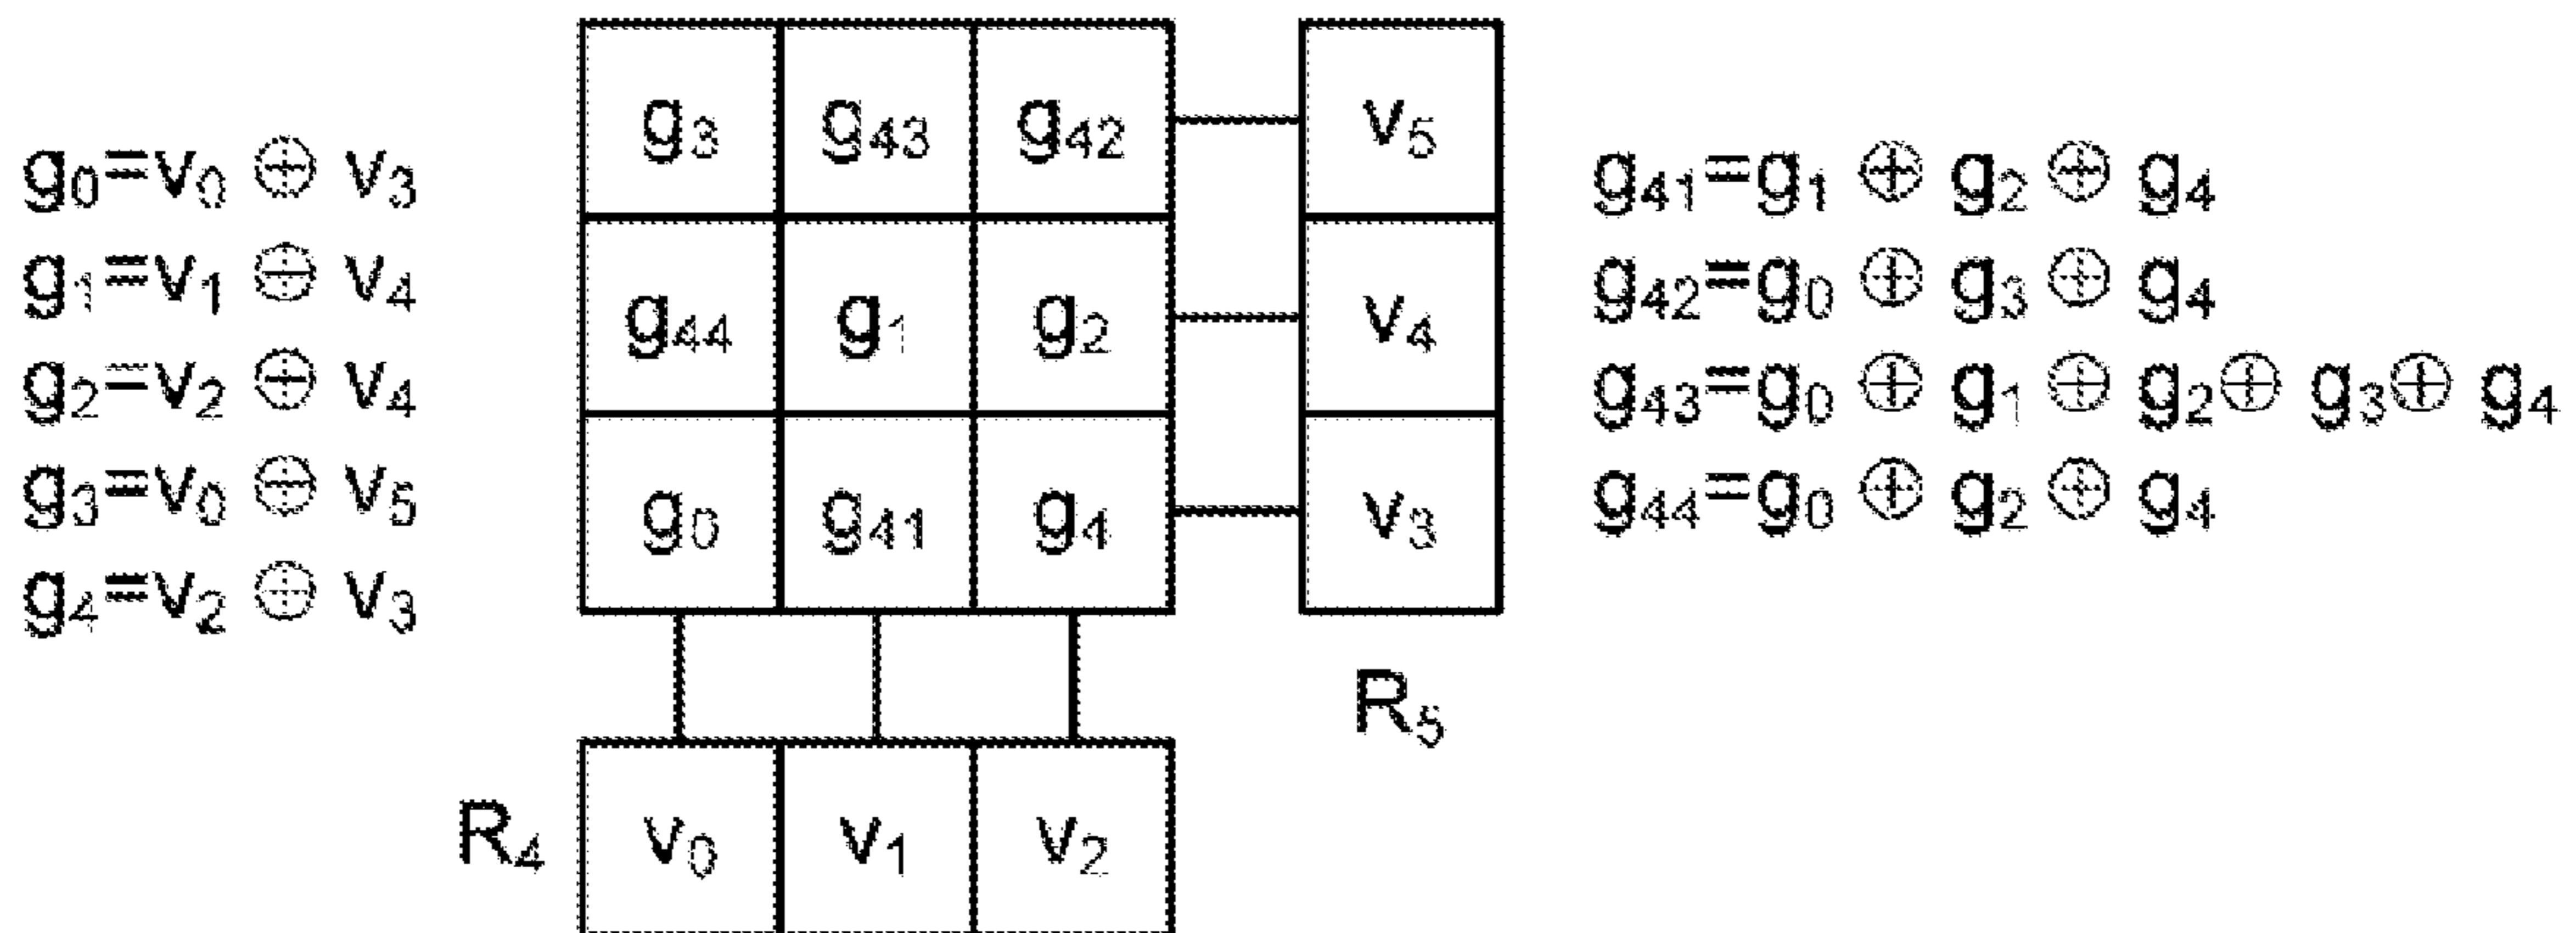 g₀=v₀ ⊕ v₃
g₁=v₁ ⊕ v₄
g₂=v₂ ⊕ v₄
g₃=v₀ ⊕ v₅
g₄=v₂ ⊕ v₃
g₃ g₄₃ g₄₂ v₅
g₄₄ g₁ g₂ v₄
g₀ g₄₁ g₄ v₃
R₅
R₄ v₀ v₁ v₂
g₄₁=g₁ ⊕ g₂ ⊕ g₄
g₄₂=g₀ ⊕ g₃ ⊕ g₄
g₄₃=g₀ ⊕ g₁ ⊕ g₂ ⊕ g₃ ⊕ g₄
g₄₄=g₀ ⊕ g₂ ⊕ g₄